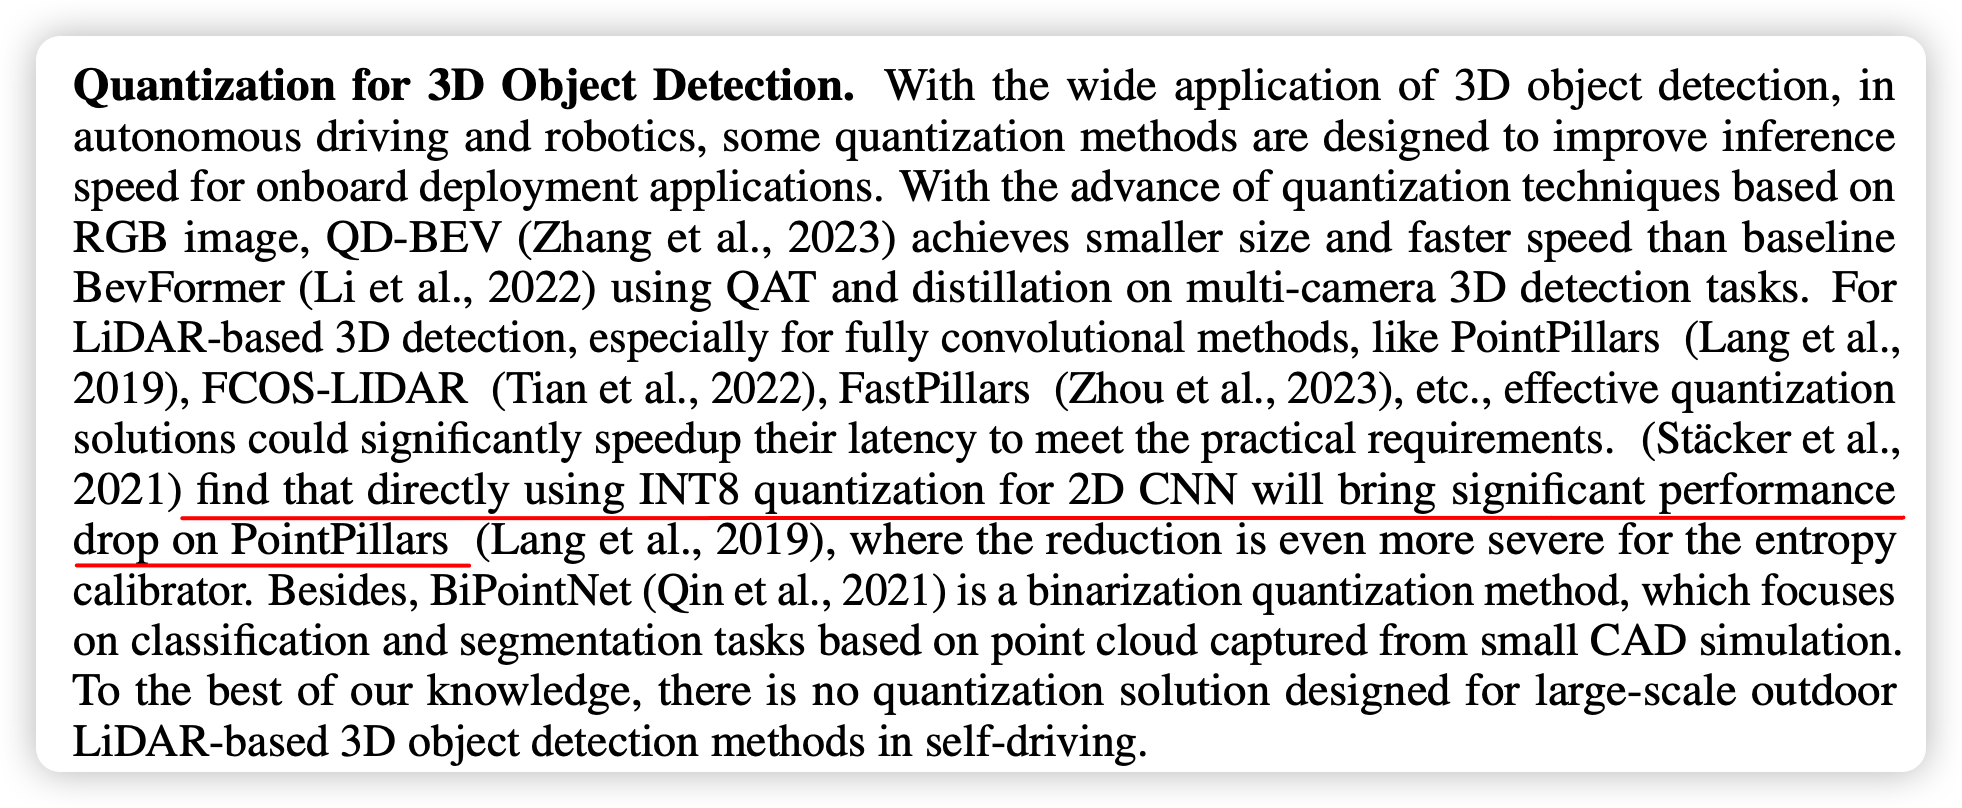 Quantization for 3D Object Detection. With the wide application of 3D object detection, in
autonomous driving and robotics, some quantization methods are designed to improve inference
speed for onboard deployment applications. With the advance of quantization techniques based on
RGB image, QD-BEV (Zhang et al., 2023) achieves smaller size and faster speed than baseline
BevFormer (Li et al., 2022) using QAT and distillation on multi-camera 3D detection tasks. For
LiDAR-based 3D detection, especially for fully convolutional methods, like PointPillars (Lang et al.,
2019), FCOS-LIDAR (Tian et al., 2022), FastPillars (Zhou et al., 2023), etc., effective quantization
solutions could significantly speedup their latency to meet the practical requirements. (Stäcker et al.,
2021) find that directly using INT8 quantization for 2D CNN will bring significant performance
drop on PointPillars (Lang et al., 2019), where the reduction is even more severe for the entropy
calibrator. Besides, BiPointNet (Qin et al., 2021) is a binarization quantization method, which focuses
on classification and segmentation tasks based on point cloud captured from small CAD simulation.
To the best of our knowledge, there is no quantization solution designed for large-scale outdoor
LiDAR-based 3D object detection methods in self-driving.